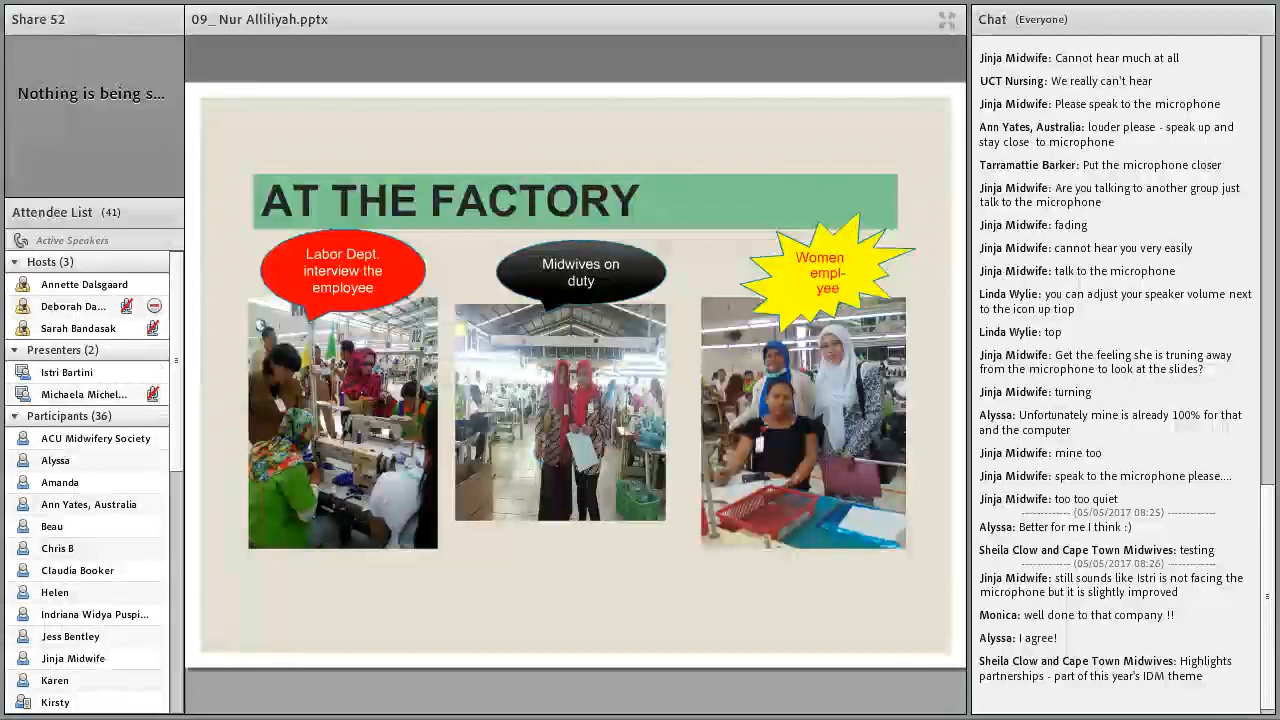 Share 52
Nothing is being s...
Attendee List (41)
Active Speakers
Hosts (3)
Annette Dalsgaard
Deborah Da...
Sarah Bandasak
Presenters (2)
Istri Bartini
Michaela Michel...
Participants (36)
ACU Midwifery Society
Alyssa
Amanda
Ann Yates, Australia
Beau
Chris B
Claudia Booker
Helen
Indriana Widya Puspi...
Jess Bentley
Jinja Midwife
Karen
Kirsty
09_ Nur Alliliyah.pptx
AT THE FACTORY
Labor Dept.
interview the
employee
Midwives on
duty
Women
empl-
yee
Chat (Everyone)
Jinja Midwife: Cannot hear much at all
UCT Nursing: We really can't hear
Jinja Midwife: Please speak to the microphone
Ann Yates, Australia: louder please - speak up and
stay close to microphone
Tarramattie Barker: Put the microphone closer
Jinja Midwife: Are you talking to another group just
talk to the microphone
Jinja Midwife: fading
Jinja Midwife: cannot hear you very easily
Jinja Midwife: talk to the microphone
Linda Wylie: you can adjust your speaker volume next
to the icon up tiop
Linda Wylie: top
Jinja Midwife: Get the feeling she is truning away
from the microphone to look at the slides?
Jinja Midwife: turning
Alyssa: Unfortunately mine is already 100% for that
and the computer
Jinja Midwife: mine too
Jinja Midwife: speak to the microphone please....
Jinja Midwife: too too quiet
------------ (05/05/2017 08:25) ------------
Alyssa: Better for me I think :)
Sheila Clow and Cape Town Midwives: testing
------------ (05/05/2017 08:26) ------------
Jinja Midwife: still sounds like Istri is not facing the
microphone but it is slightly improved
Monica: well done to that company !!
Alyssa: I agree!
Sheila Clow and Cape Town Midwives: Highlights
partnerships - part of this year's IDM theme